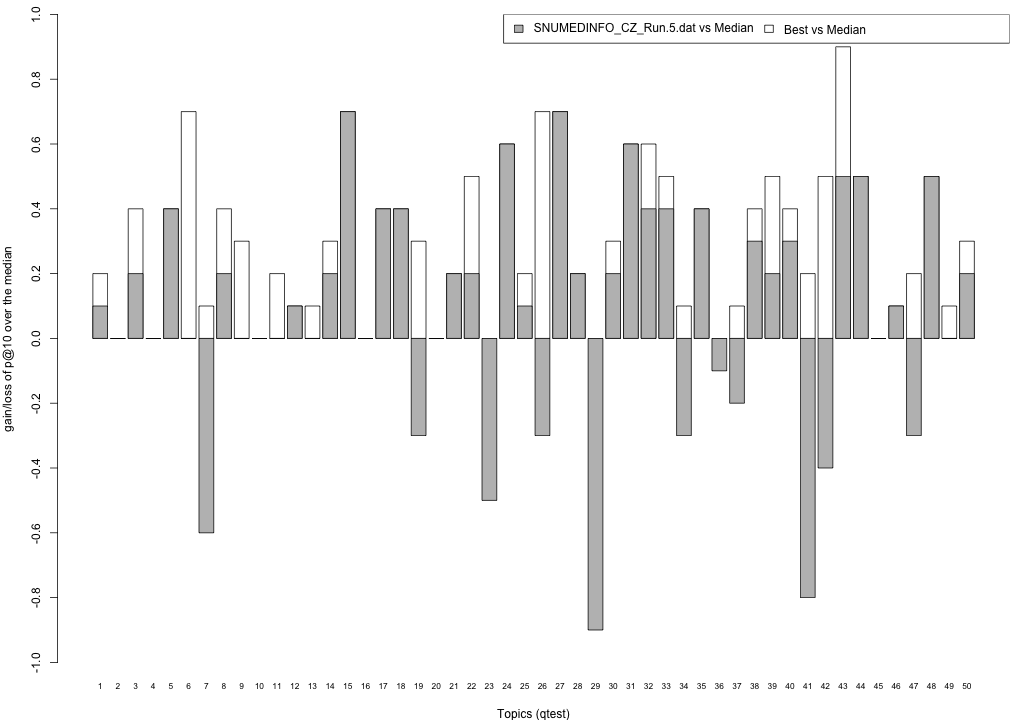 SNUMEDINFO_CZ_Run.5.dat vs Median Best vs Median
gain/loss of p@10 over the median
1.0
0.8
0.6
0.4
0.2
0.0
-0.2
-0.4
-0.6
-0.8
-1.0
1 2 3 4 5 6 7 8 9 10 11 12 13 14 15 16 17 18 19 20 21 22 23 24 25 26 27 28 29 30 31 32 33 34 35 36 37 38 39 40 41 42 43 44 45 46 47 48 49 50
Topics (qtest)